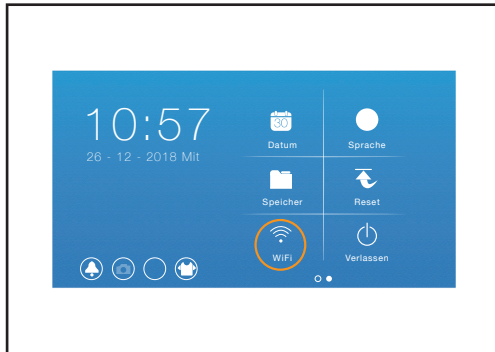 10:57
26 - 12 - 2018 Mit
30
Datum
Sprache
Speicher
Reset
WiFi
Verlassen